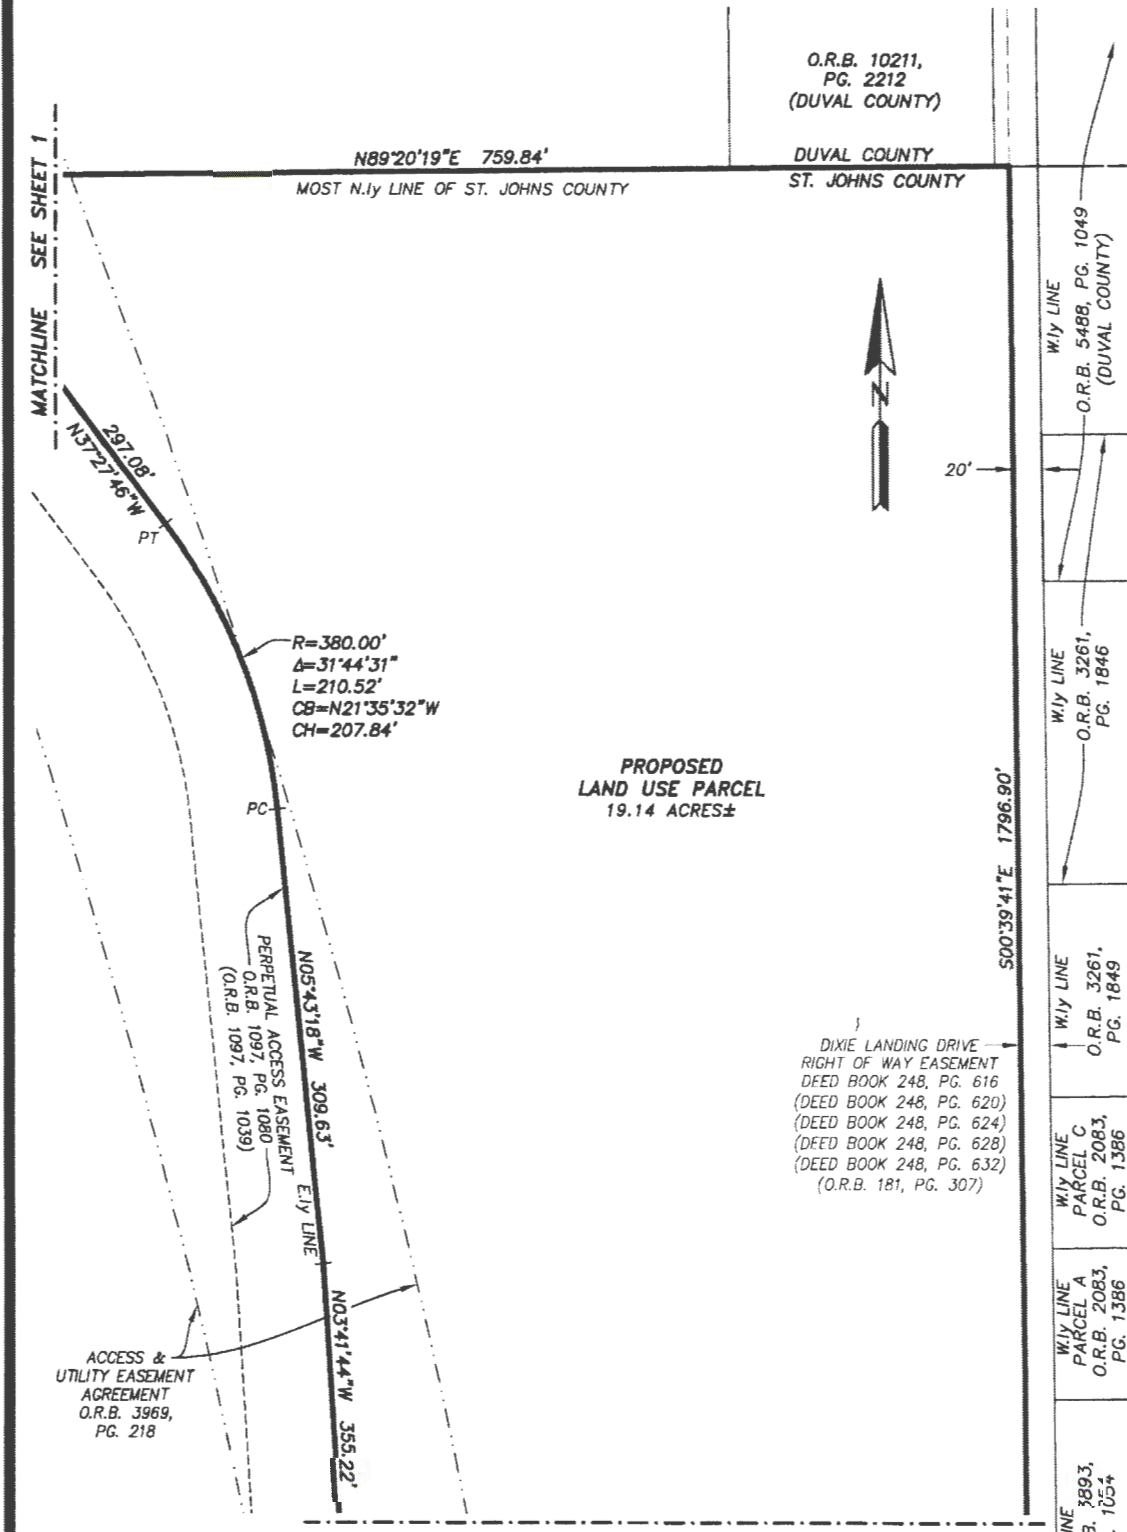 O.R.B. 10211,
PG. 2212
(DUVAL COUNTY)
MATCHLINE SEE SHEET 1
N89°20'19"E 759.84'
DUVAL COUNTY
MOST N.ly LINE OF ST. JOHNS COUNTY
ST. JOHNS COUNTY
W.ly LINE
O.R.B. 5488, PG. 1049
(DUVAL COUNTY)
N
297.08'
N37°27'46"W
PT
20'
R=380.00'
Δ=31°44'31"
L=210.52'
CB=N21°35'32"W
CH=207.84'
W.ly LINE
O.R.B. 3261,
PG. 1846
PROPOSED
LAND USE PARCEL
19.14 ACRES±
PC
S00°39'41"E 1796.90'
PERPETUAL ACCESS EASEMENT
O.R.B. 1097, PG. 1080
(O.R.B. 1097, PG. 1039)
N05°43'18"W 309.63'
E.ly LINE
W.ly LINE
O.R.B. 3261,
PG. 1849
DIXIE LANDING DRIVE
RIGHT OF WAY EASEMENT
DEED BOOK 248, PG. 616
(DEED BOOK 248, PG. 620)
(DEED BOOK 248, PG. 624)
(DEED BOOK 248, PG. 628)
(DEED BOOK 248, PG. 632)
(O.R.B. 181, PG. 307)
W.ly LINE
PARCEL C
O.R.B. 2083,
PG. 1386
W.ly LINE
PARCEL A
O.R.B. 2083,
PG. 1386
N03°41'44"W 355.22'
ACCESS &
UTILITY EASEMENT
AGREEMENT
O.R.B. 3969,
PG. 218